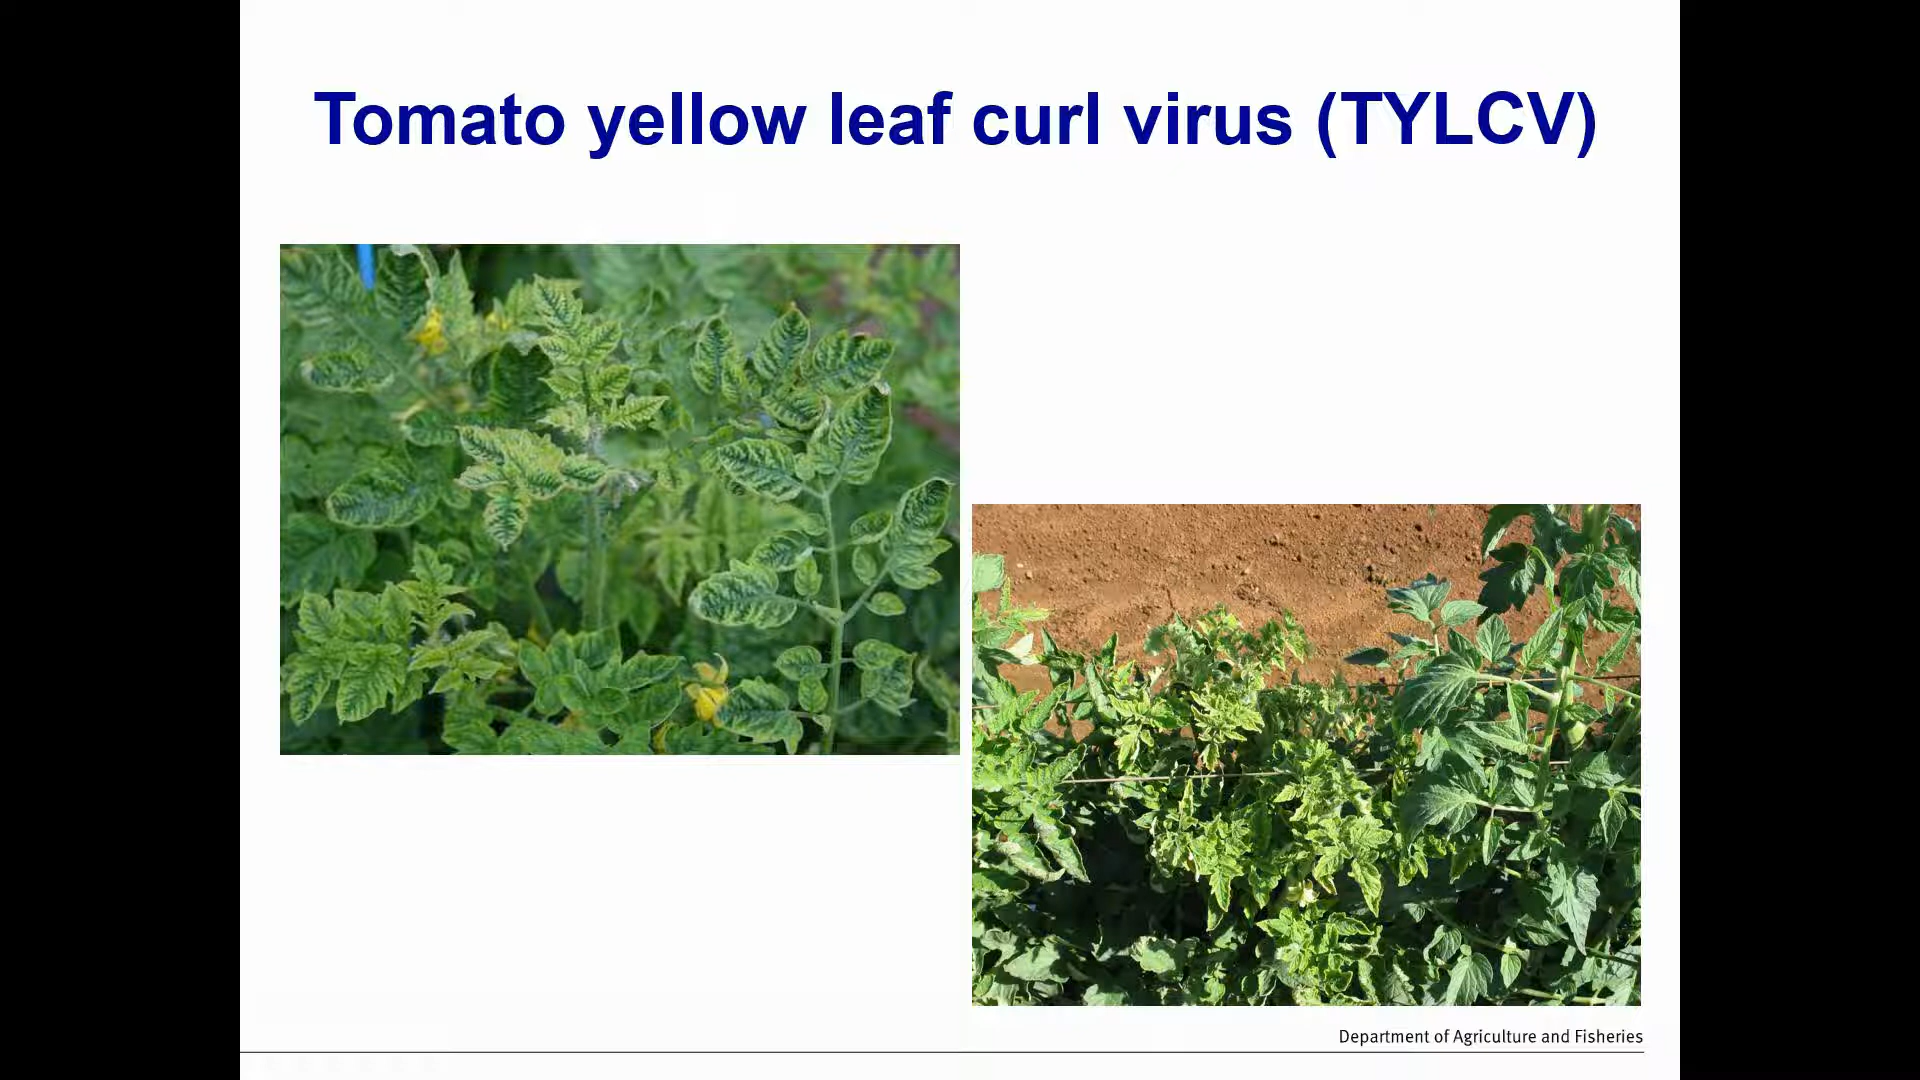 Tomato yellow leaf curl virus (TYLCV)
Department of Agriculture and Fisheries